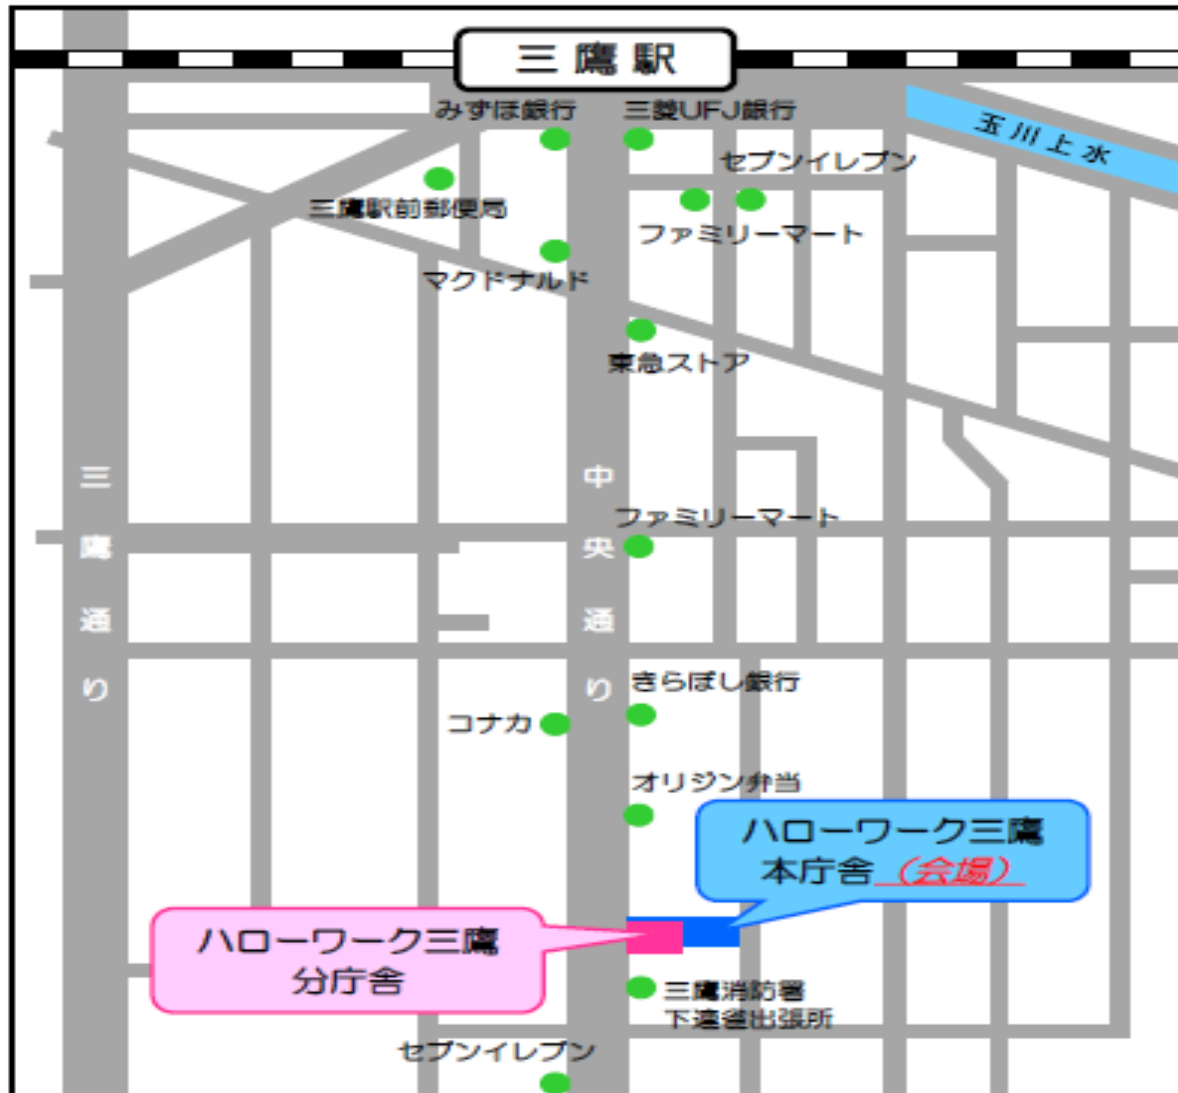 三鷹駅
みずほ銀行
三菱UFJ銀行
玉川上水
セブンイレブン
三鷹駅前郵便局
ファミリーマート
マクドナルド
東急ストア
三鷹通り
中央通り
ファミリーマート
きらぼし銀行
コナカ
オリジン弁当
ハローワーク三鷹
本庁舎（会場）
ハローワーク三鷹
分庁舎
三鷹消防署
下連雀出張所
セブンイレブン